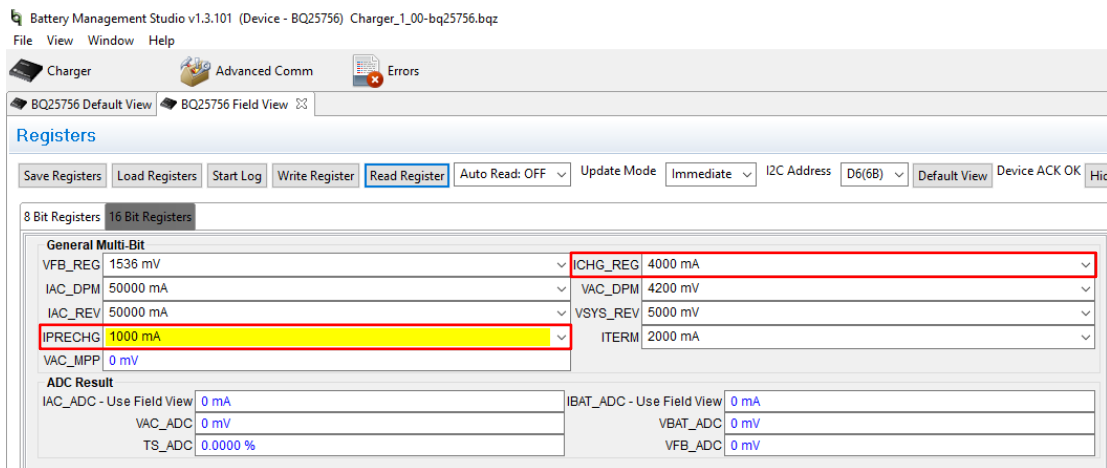 Battery Management Studio v1.3.101 (Device - BQ25756) Charger_1_00-bq25756.bqz
File View Window Help
Charger Advanced Comm Errors
BQ25756 Default View BQ25756 Field View
Registers
Save Registers Load Registers Start Log Write Register Read Register Auto Read: OFF Update Mode Immediate I2C Address D6(6B) Default View Device ACK OK Hid
8 Bit Registers 16 Bit Registers
General Multi-Bit
VFB_REG 1536 mV ICHG_REG 4000 mA
IAC_DPM 50000 mA VAC_DPM 4200 mV
IAC_REV 50000 mA VSYS_REV 5000 mV
IPRECHG 1000 mA ITERM 2000 mA
VAC_MPP 0 mV
ADC Result
IAC_ADC - Use Field View 0 mA IBAT_ADC - Use Field View 0 mA
VAC_ADC 0 mV VBAT_ADC 0 mV
TS_ADC 0.0000 % VFB_ADC 0 mV